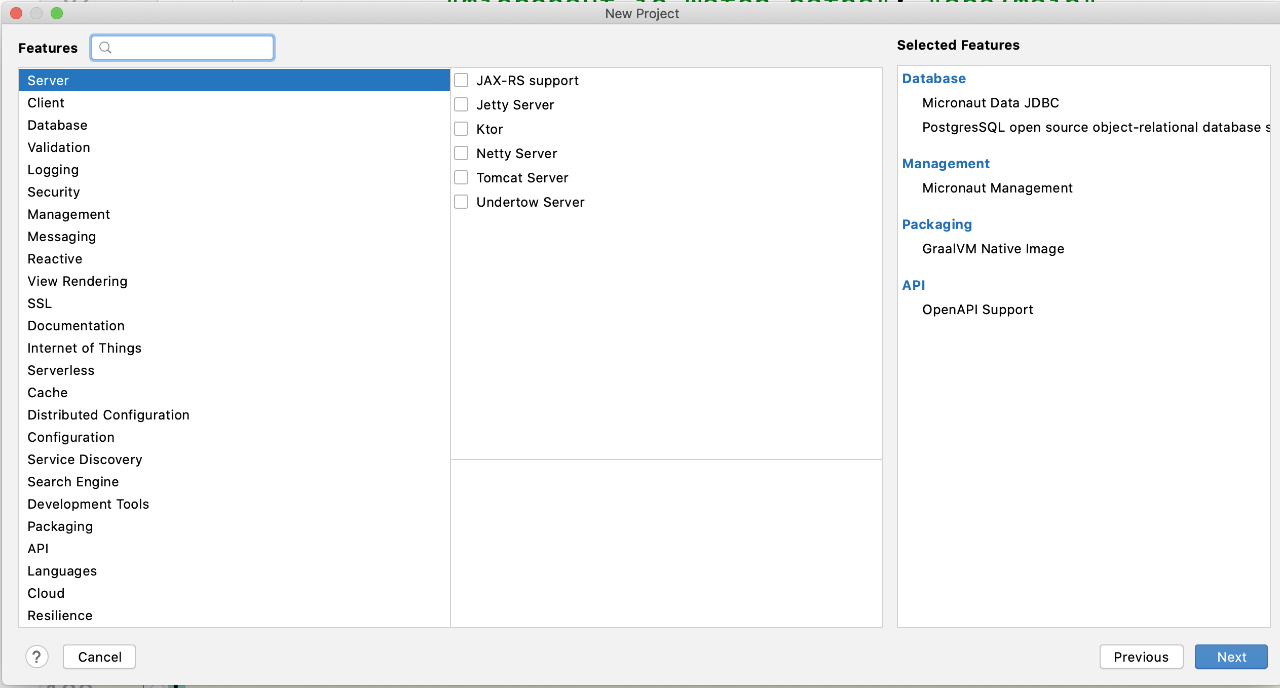 New Project
Features
Server
Client
Database
Validation
Logging
Security
Management
Messaging
Reactive
View Rendering
SSL
Documentation
Internet of Things
Serverless
Cache
Distributed Configuration
Configuration
Service Discovery
Search Engine
Development Tools
Packaging
API
Languages
Cloud
Resilience
JAX-RS support
Jetty Server
Ktor
Netty Server
Tomcat Server
Undertow Server
Selected Features
Database
Micronaut Data JDBC
PostgresSQL open source object-relational database s
Management
Micronaut Management
Packaging
GraalVM Native Image
API
OpenAPI Support
?
Cancel
Previous
Next